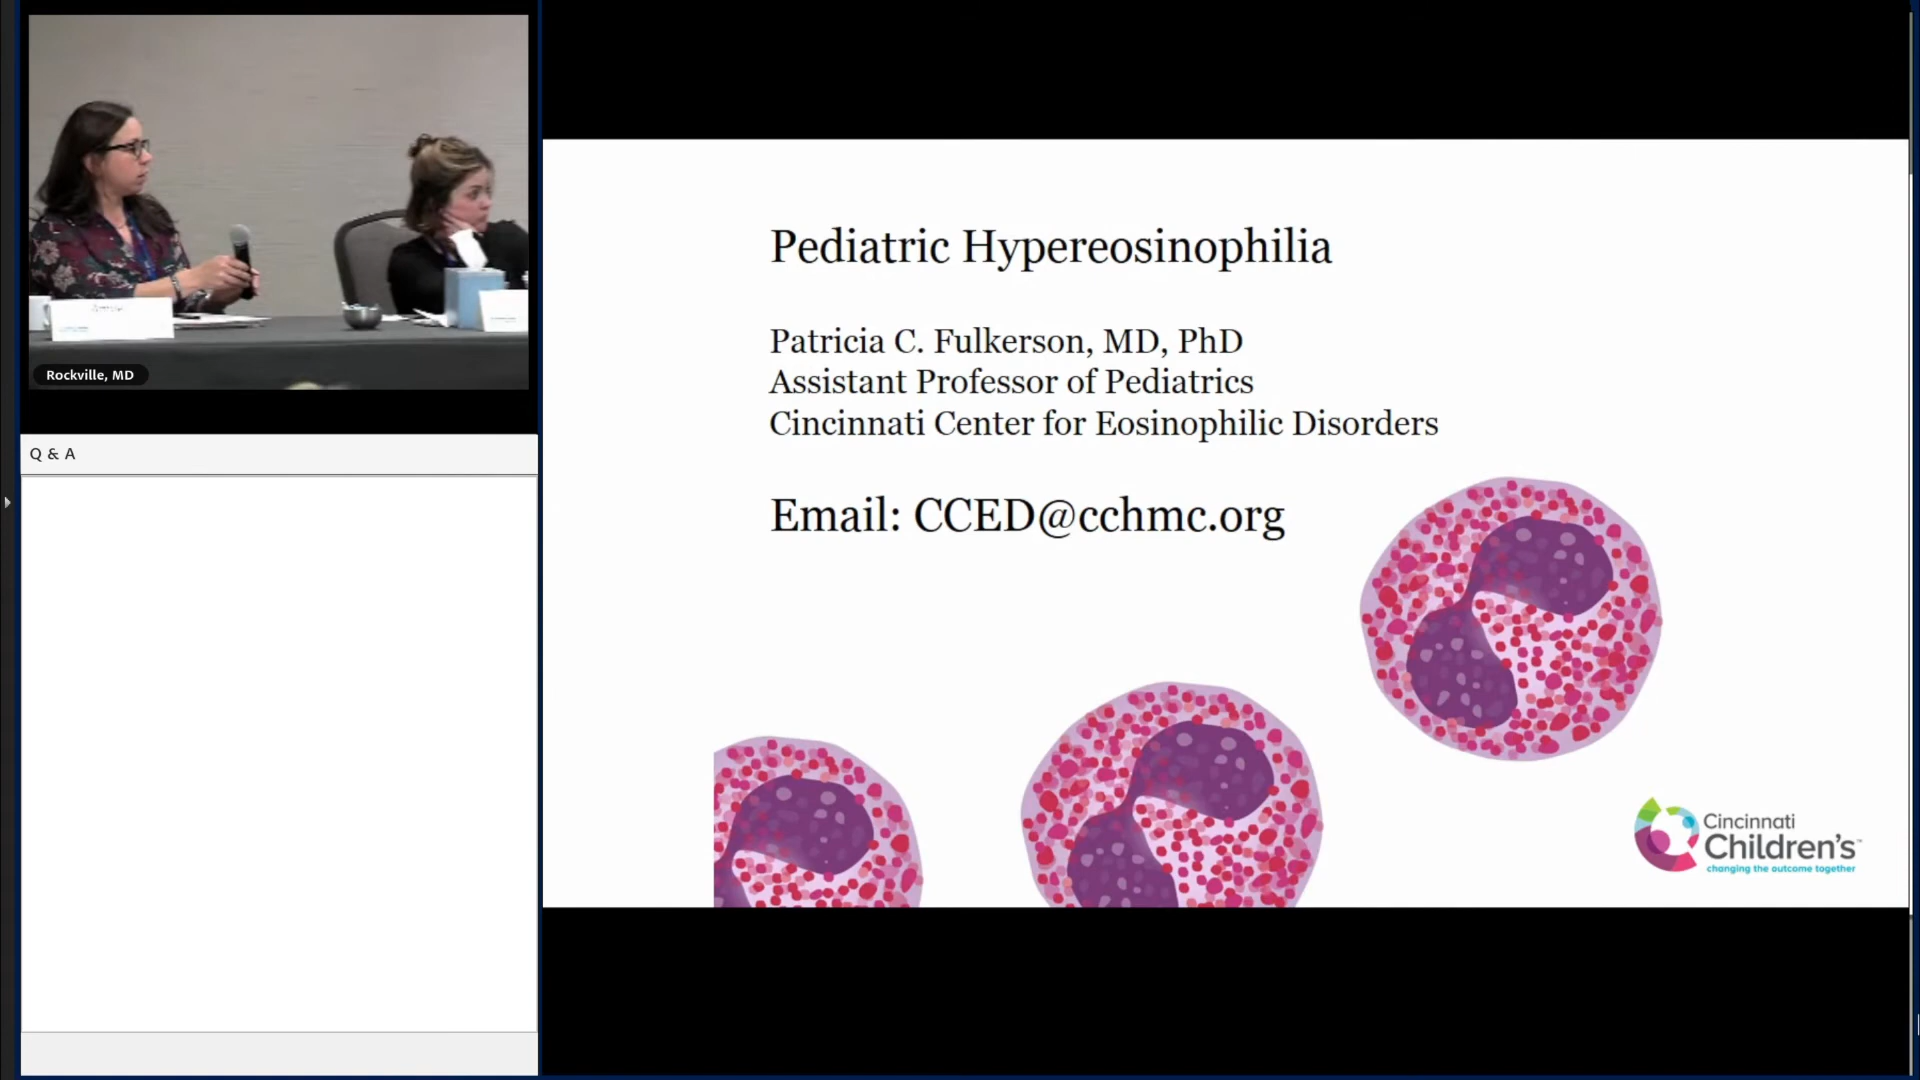 Rockville, MD
Q & A
Pediatric Hypereosinophilia
Patricia C. Fulkerson, MD, PhD
Assistant Professor of Pediatrics
Cincinnati Center for Eosinophilic Disorders
Email: CCED@cchmc.org
Cincinnati
Children's™
changing the outcome together